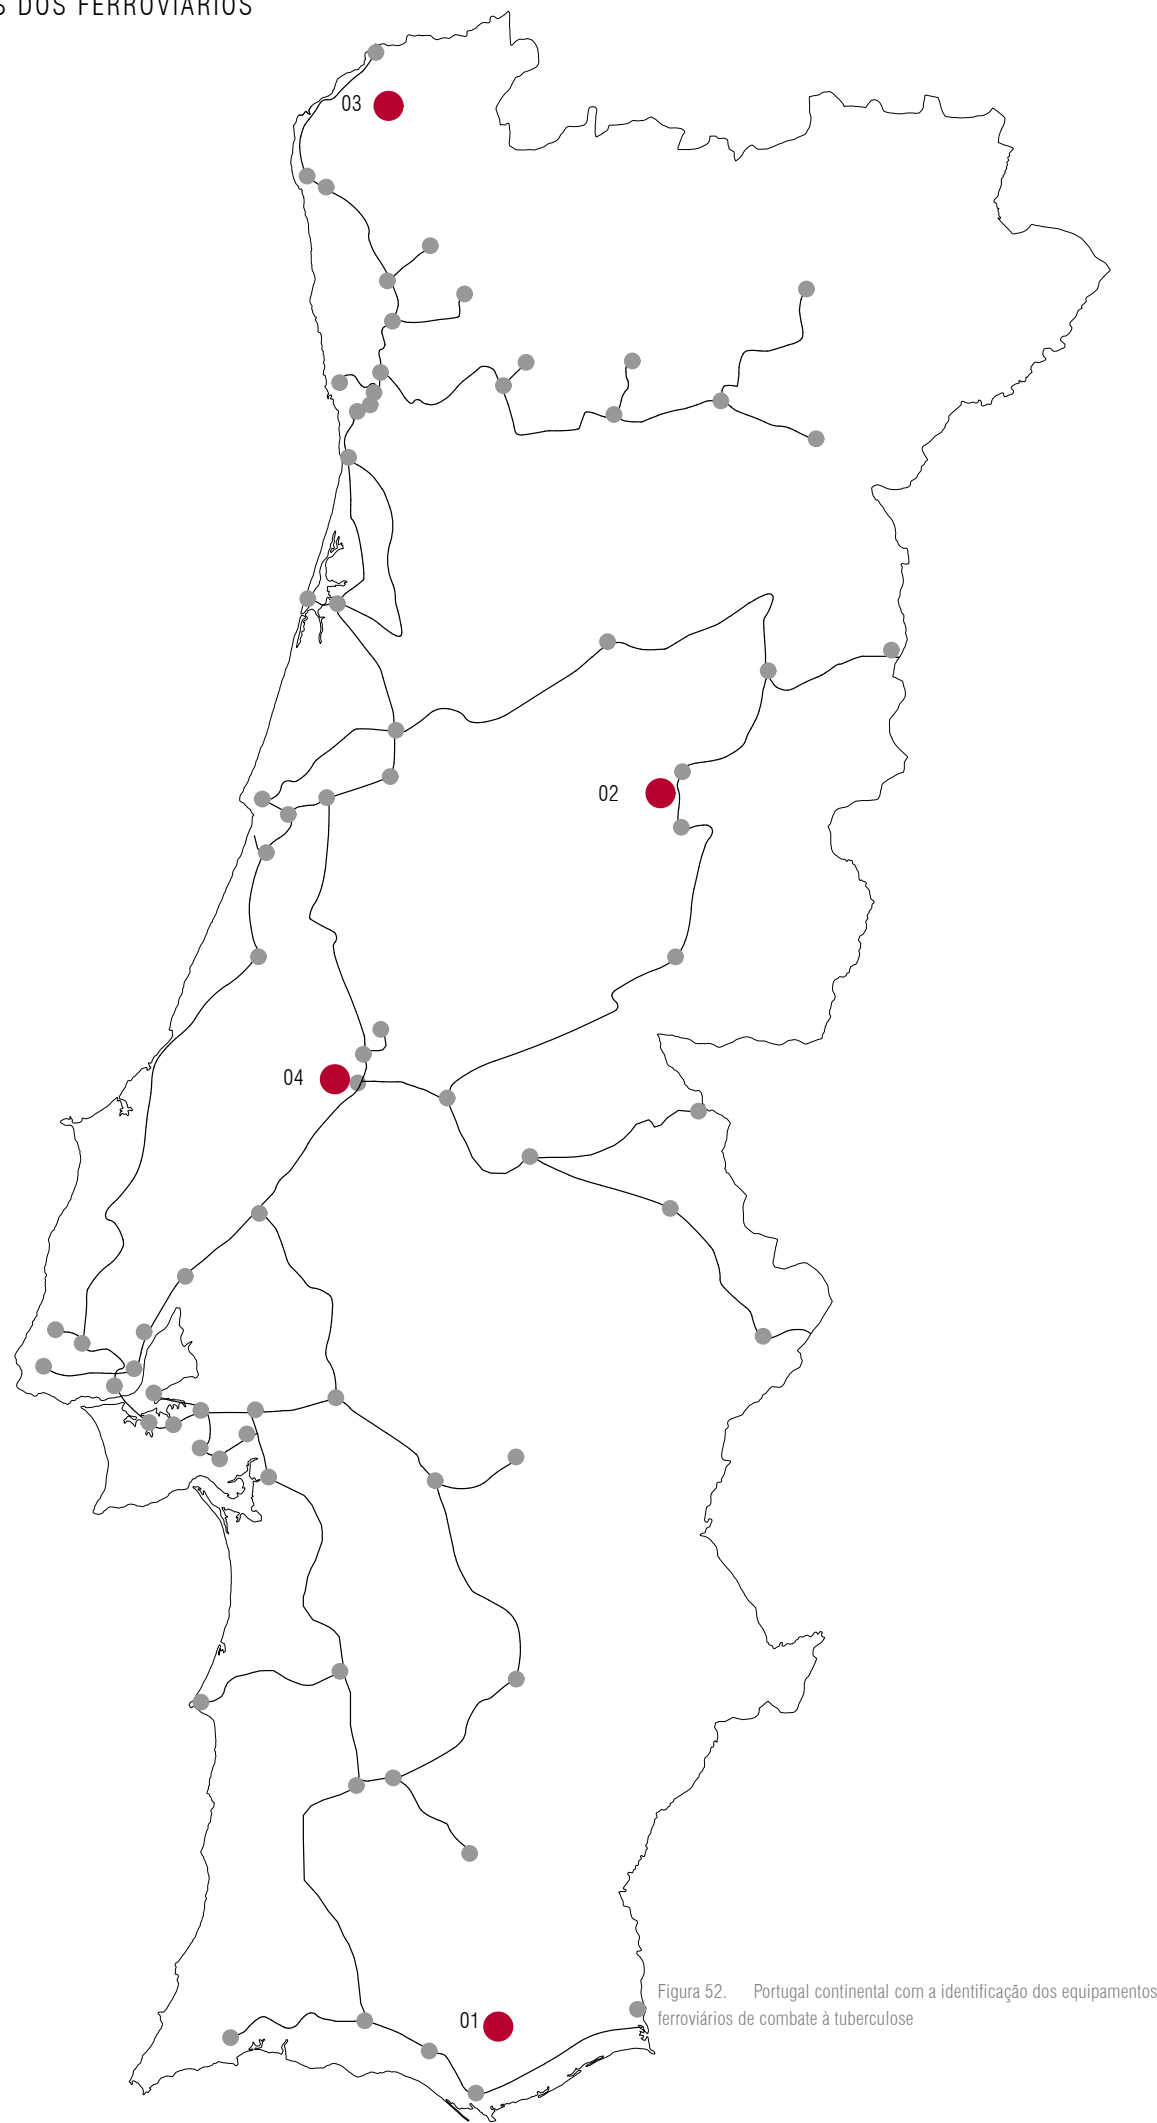 DOS FERROVIÁRIOS
03
02
04
01
Figura 52. Portugal continental com a identificação dos equipamentos
ferroviários de combate à tuberculose